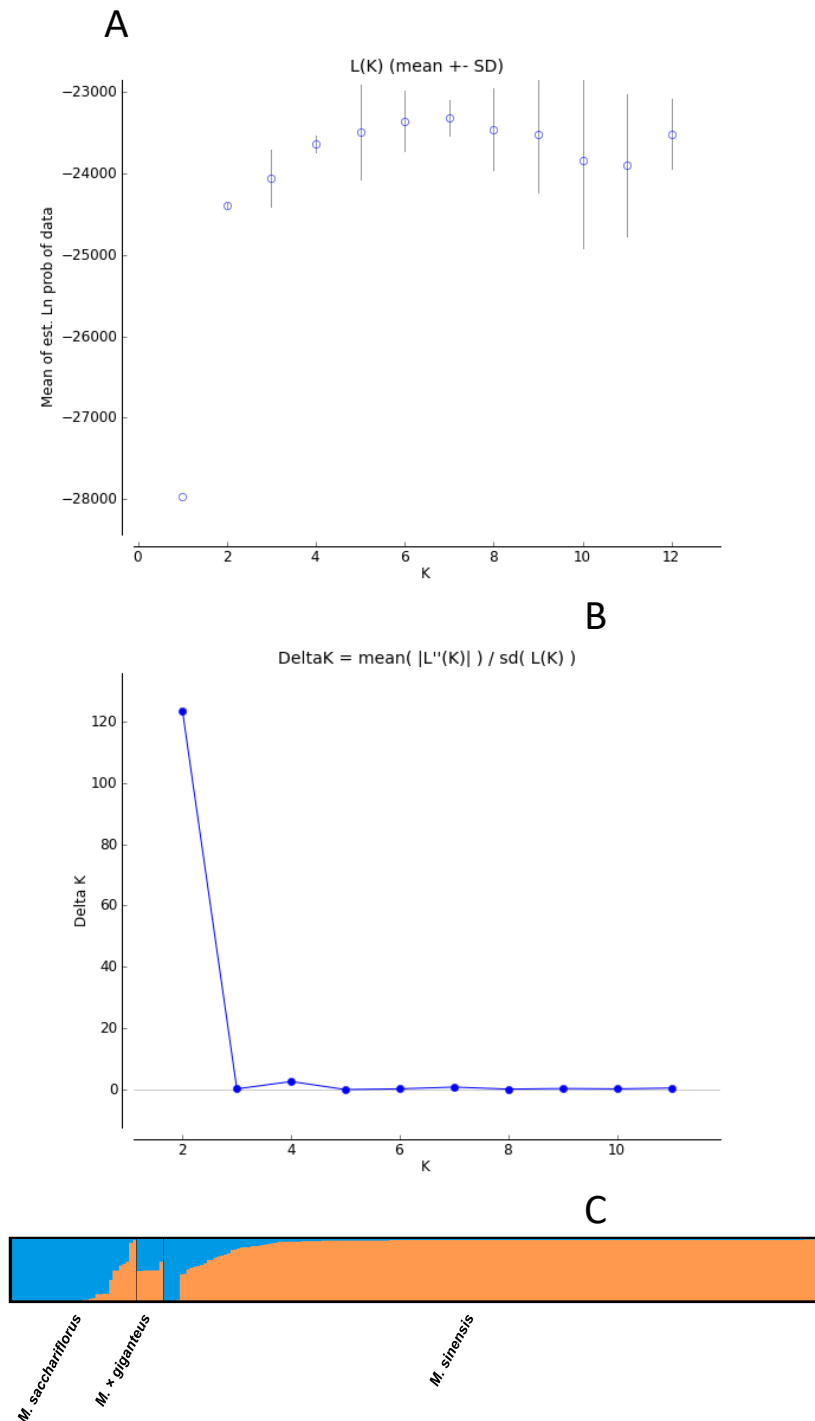 A
L(K) (mean +- SD)
−23000
−24000
−25000
−26000
−27000
−28000
Mean of est. Ln prob of data
0 2 4 6 8 10 12
K
B
DeltaK = mean( |L''(K)| ) / sd( L(K) )
120
100
80
60
40
20
0
Delta K
2 4 6 8 10
K
C
M. sacchariflorus
M. × giganteus
M. sinensis